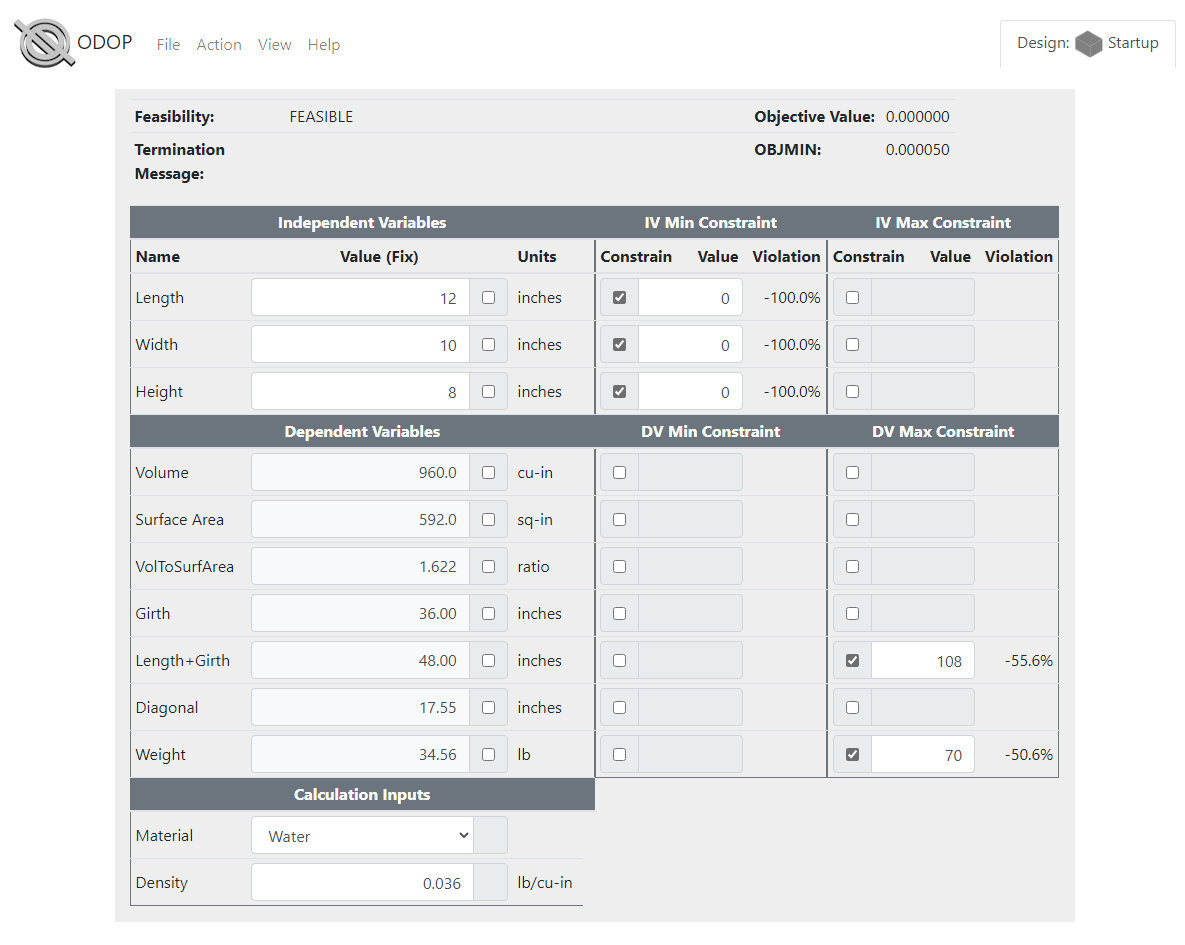 ODOP File Action View Help Design: Startup
Feasibility: FEASIBLE Objective Value: 0.000000
Termination Message: OBJMIN: 0.000050
Independent Variables IV Min Constraint IV Max Constraint
Name Value (Fix) Units Constrain Value Violation Constrain Value Violation
Length 12 inches 0 -100.0%
Width 10 inches 0 -100.0%
Height 8 inches 0 -100.0%
Dependent Variables DV Min Constraint DV Max Constraint
Volume 960.0 cu-in
Surface Area 592.0 sq-in
VolToSurfArea 1.622 ratio
Girth 36.00 inches
Length+Girth 48.00 inches 108 -55.6%
Diagonal 17.55 inches
Weight 34.56 lb 70 -50.6%
Calculation Inputs
Material Water
Density 0.036 lb/cu-in